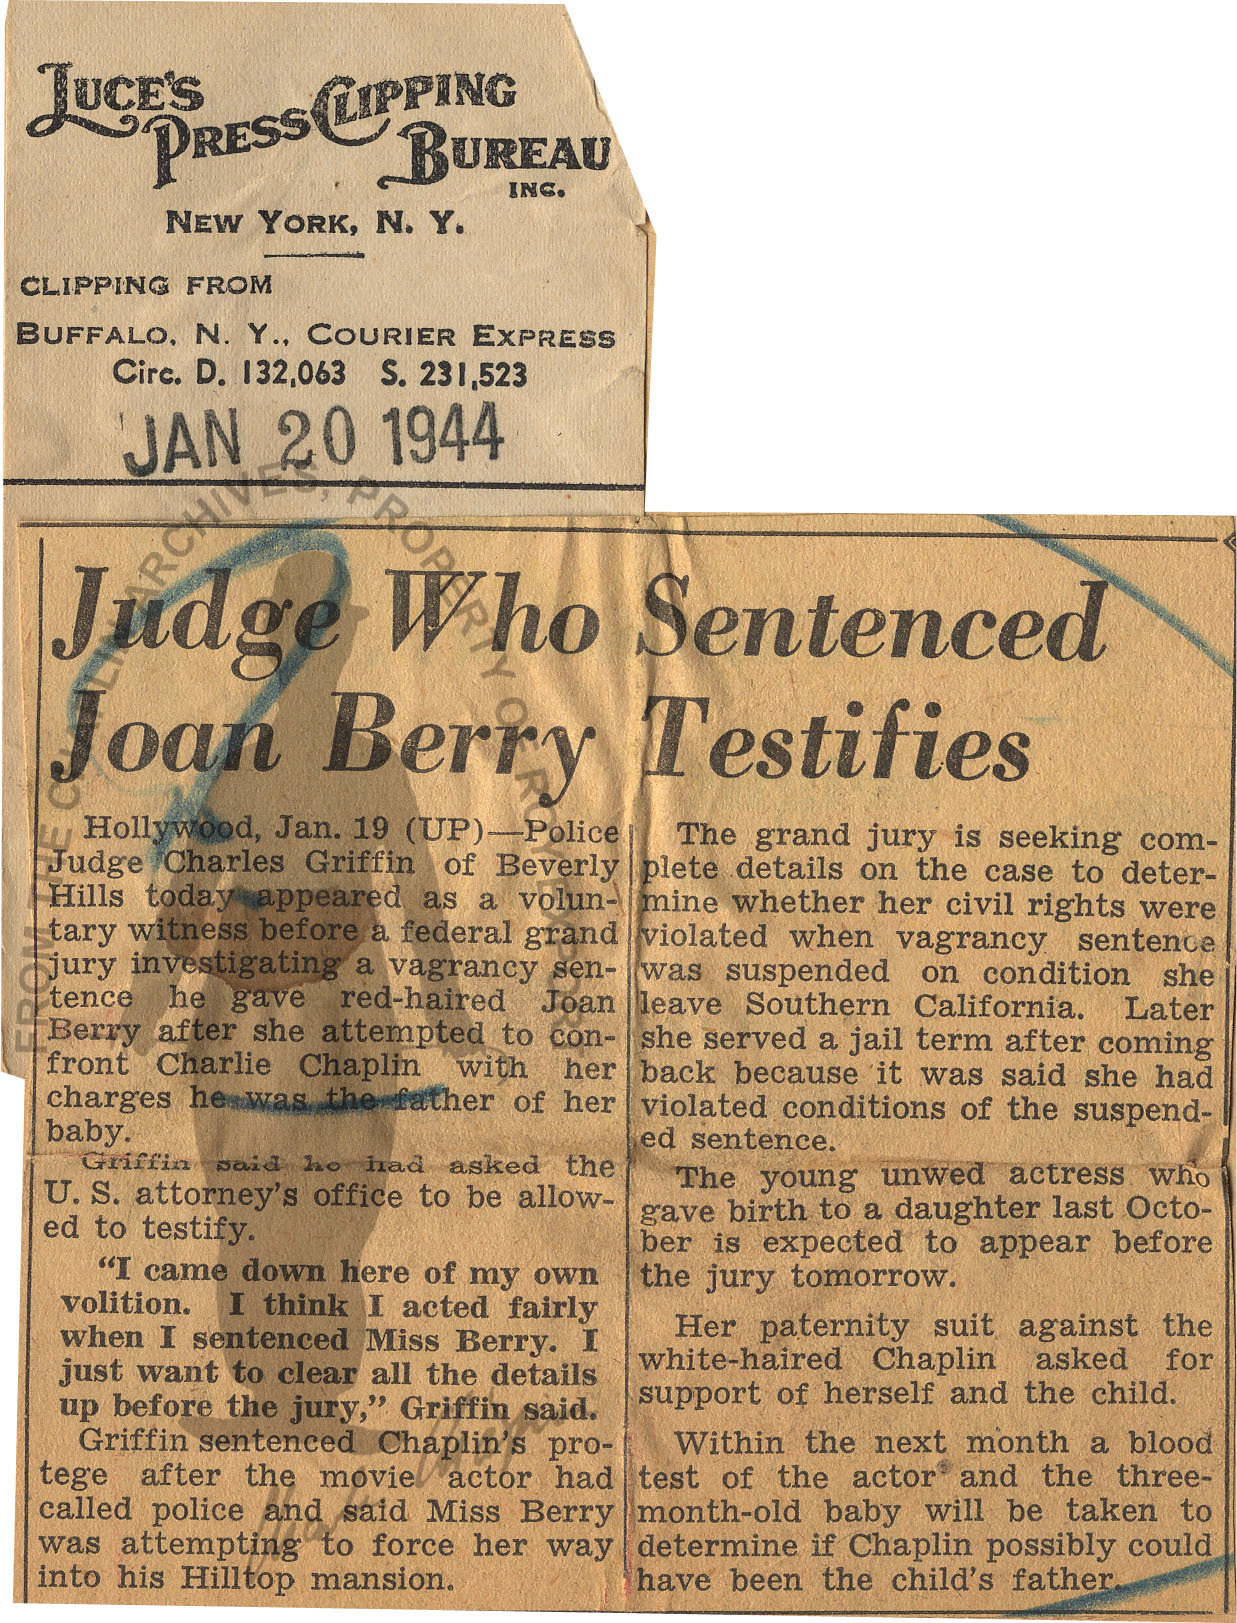 LUCE'S
PRESS CLIPPING
BUREAU
INC.
NEW YORK, N. Y.
CLIPPING FROM
BUFFALO, N. Y., COURIER EXPRESS
Circ. D. 132,063 S. 231,523
JAN 20 1944
Judge Who Sentenced
Joan Berry Testifies
Hollywood, Jan. 19 (UP)—Police
Judge Charles Griffin of Beverly
Hills today appeared as a volun-
tary witness before a federal grand
jury investigating a vagrancy sen-
tence he gave red-haired Joan
Berry after she attempted to con-
front Charlie Chaplin with her
charges he was the father of her
baby.
Griffin said he had asked the
U. S. attorney's office to be allow-
ed to testify.
"I came down here of my own
volition. I think I acted fairly
when I sentenced Miss Berry. I
just want to clear all the details
up before the jury," Griffin said.
Griffin sentenced Chaplin's pro-
tege after the movie actor had
called police and said Miss Berry
was attempting to force her way
into his Hilltop mansion.
The grand jury is seeking com-
plete details on the case to deter-
mine whether her civil rights were
violated when vagrancy sentence
was suspended on condition she
leave Southern California. Later
she served a jail term after coming
back because it was said she had
violated conditions of the suspend-
ed sentence.
The young unwed actress who
gave birth to a daughter last Octo-
ber is expected to appear before
the jury tomorrow.
Her paternity suit against the
white-haired Chaplin asked for
support of herself and the child.
Within the next month a blood
test of the actor and the three-
month-old baby will be taken to
determine if Chaplin possibly could
have been the child's father.
FROM THE CHAPLIN ARCHIVES, PROPERTY OF ROY EXPORT